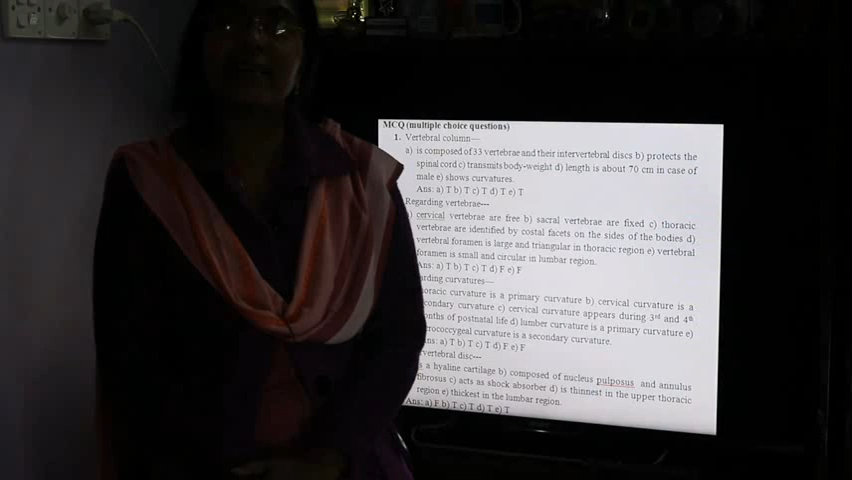 MCQ (multiple choice questions)
1. Vertebral column---
a) is composed of 33 vertebrae and their intervertebral discs b) protects the
spinal cord c) transmits body-weight d) length is about 70 cm in case of
male e) shows curvatures.
Ans: a) T b) T c) T d) T e) T
Regarding vertebrae---
) cervical vertebrae are free b) sacral vertebrae are fixed c) thoracic
vertebrae are identified by costal facets on the sides of the bodies d)
vertebral foramen is large and triangular in thoracic region e) vertebral
foramen is small and circular in lumbar region.
Ans: a) T b) T c) T d) F e) F
arding curvatures---
oracic curvature is a primary curvature b) cervical curvature is a
condary curvature c) cervical curvature appears during 3rd and 4th
onths of postnatal life d) lumber curvature is a primary curvature e)
crococcygeal curvature is a secondary curvature.
ns: a) T b) T c) T d) F e) F
vertebral disc---
s a hyaline cartilage b) composed of nucleus pulposus and annulus
fibrosus c) acts as shock absorber d) is thinnest in the upper thoracic
region e) thickest in the lumbar region.
Ans: a) F b) T c) T d) T e) T